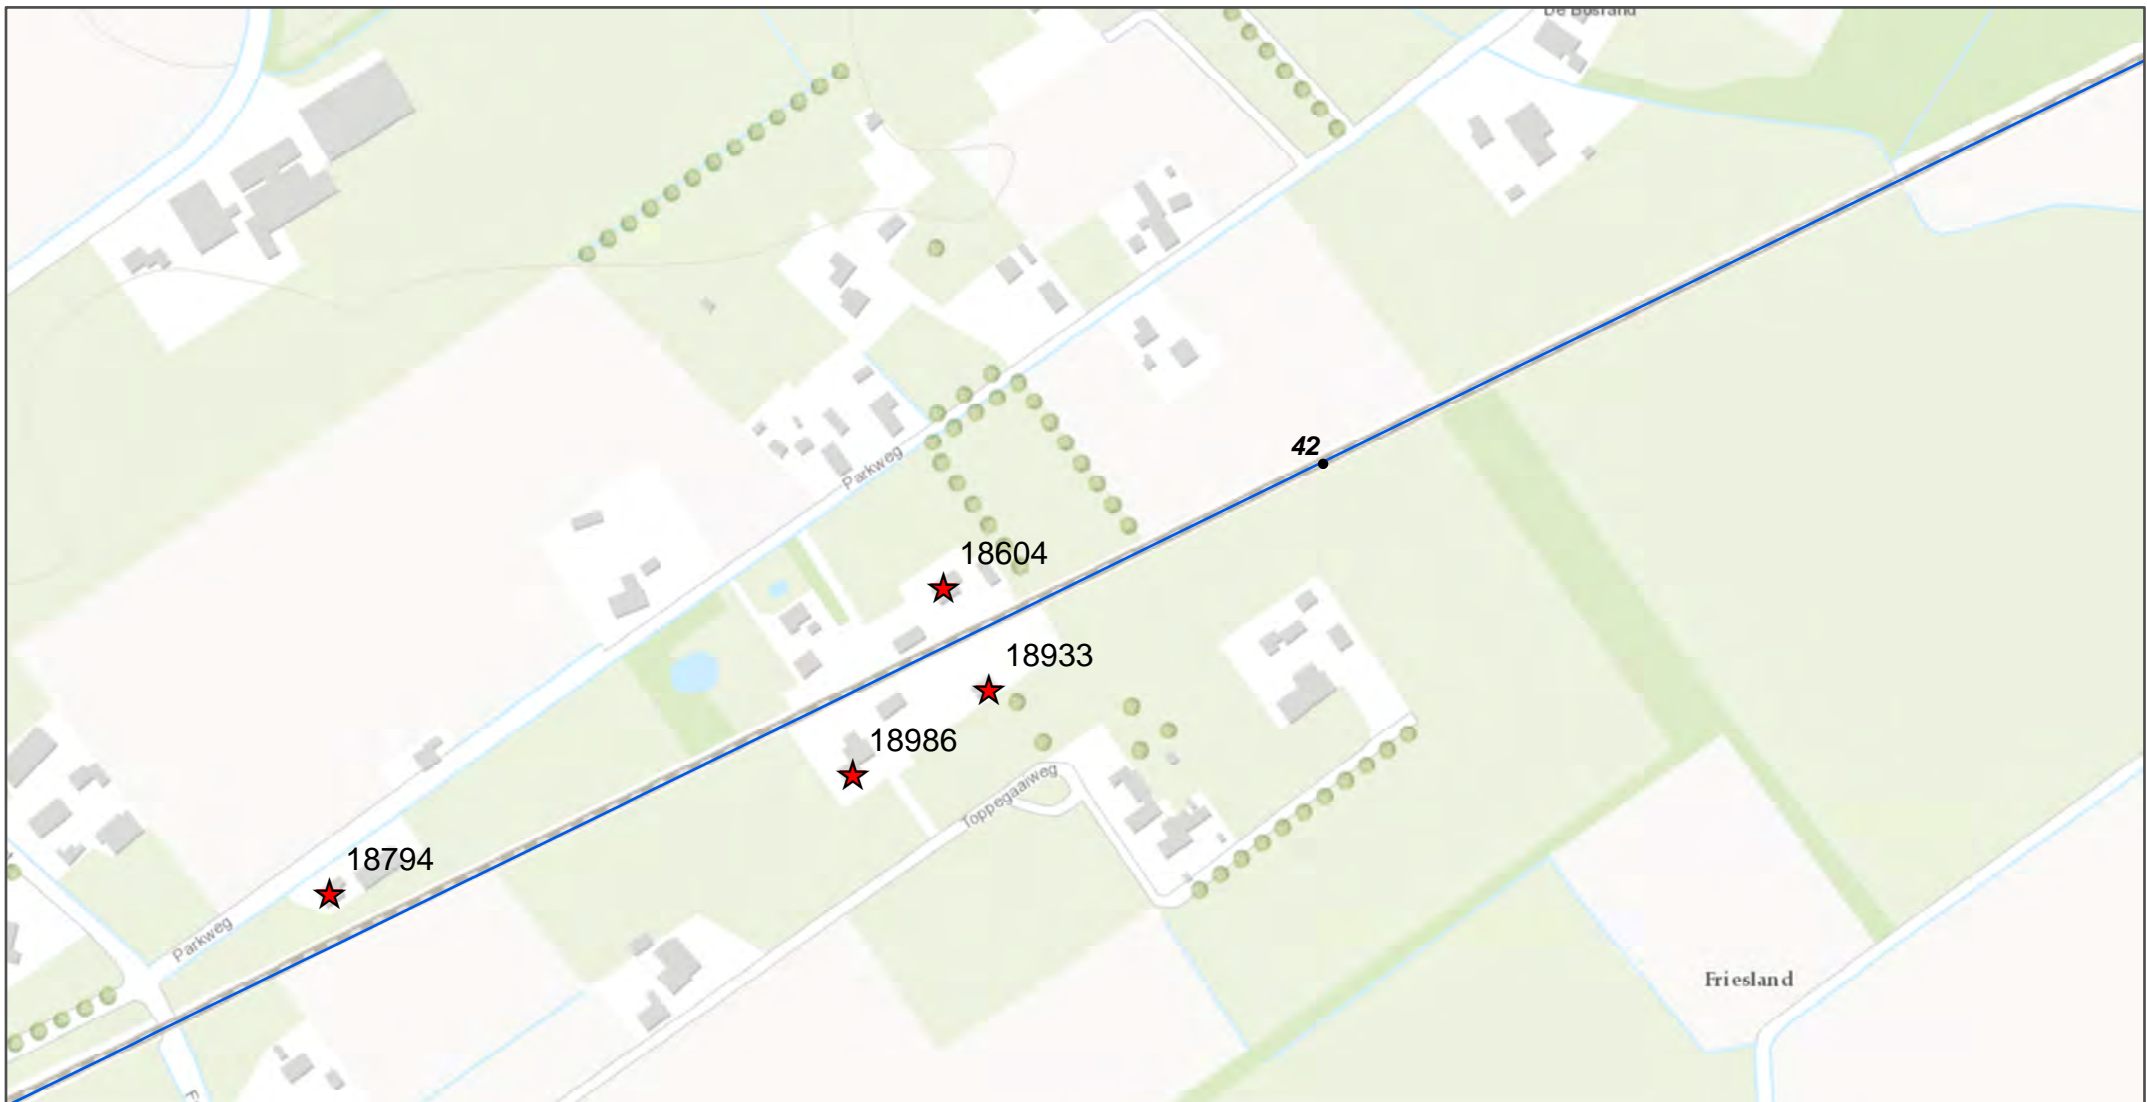 De Bosrand
42
Parkweg
18604
18933
18986
Toppegaaiweg
18794
Parkweg
Friesland